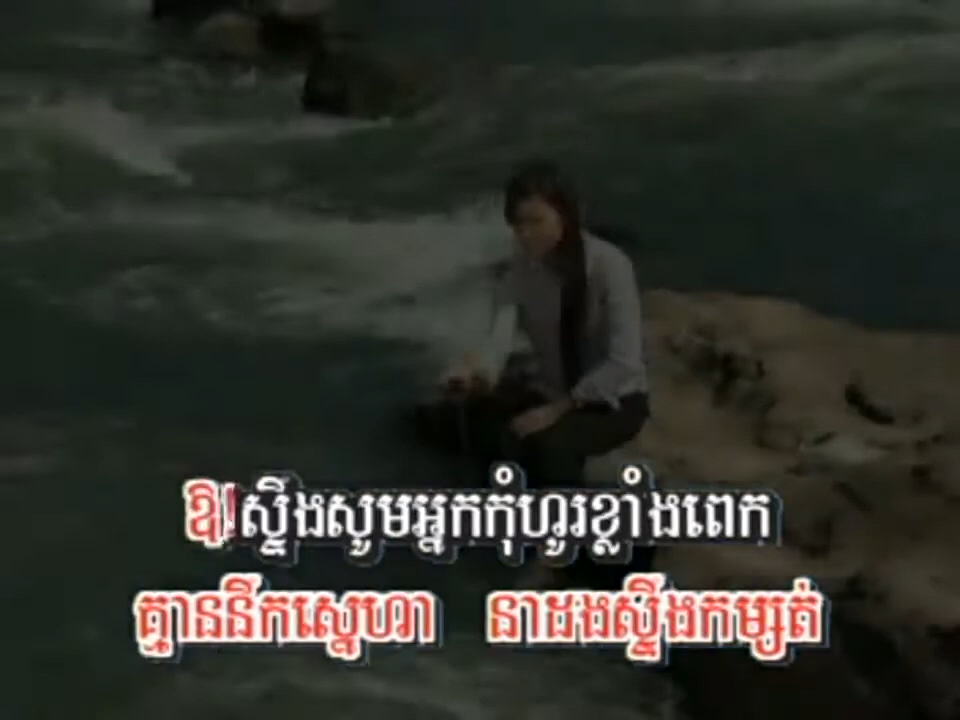 ឱ!ស្ទឹងសូមអ្នកកុំហូរខ្លាំងពេក
គ្មាននឹកស្នេហា នាដងស្ទឹងកម្សត់